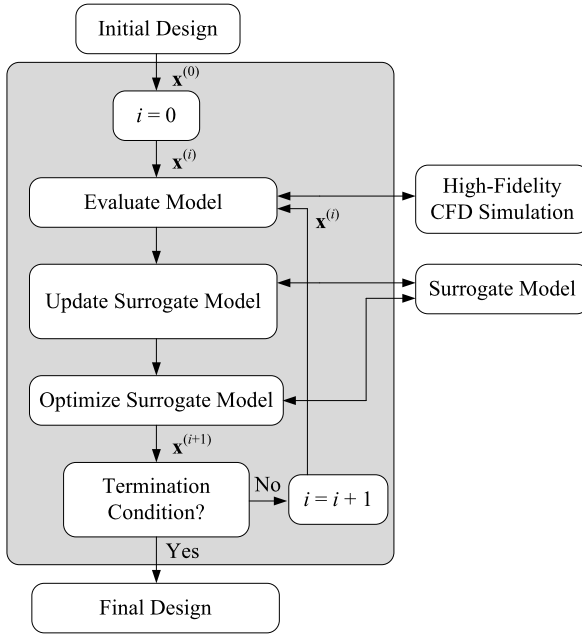 Initial Design
x^(0)
i = 0
x^(i)
Evaluate Model
High-Fidelity
CFD Simulation
x^(i)
Update Surrogate Model
Surrogate Model
Optimize Surrogate Model
x^(i+1)
Termination
Condition?
No
i = i + 1
Yes
Final Design